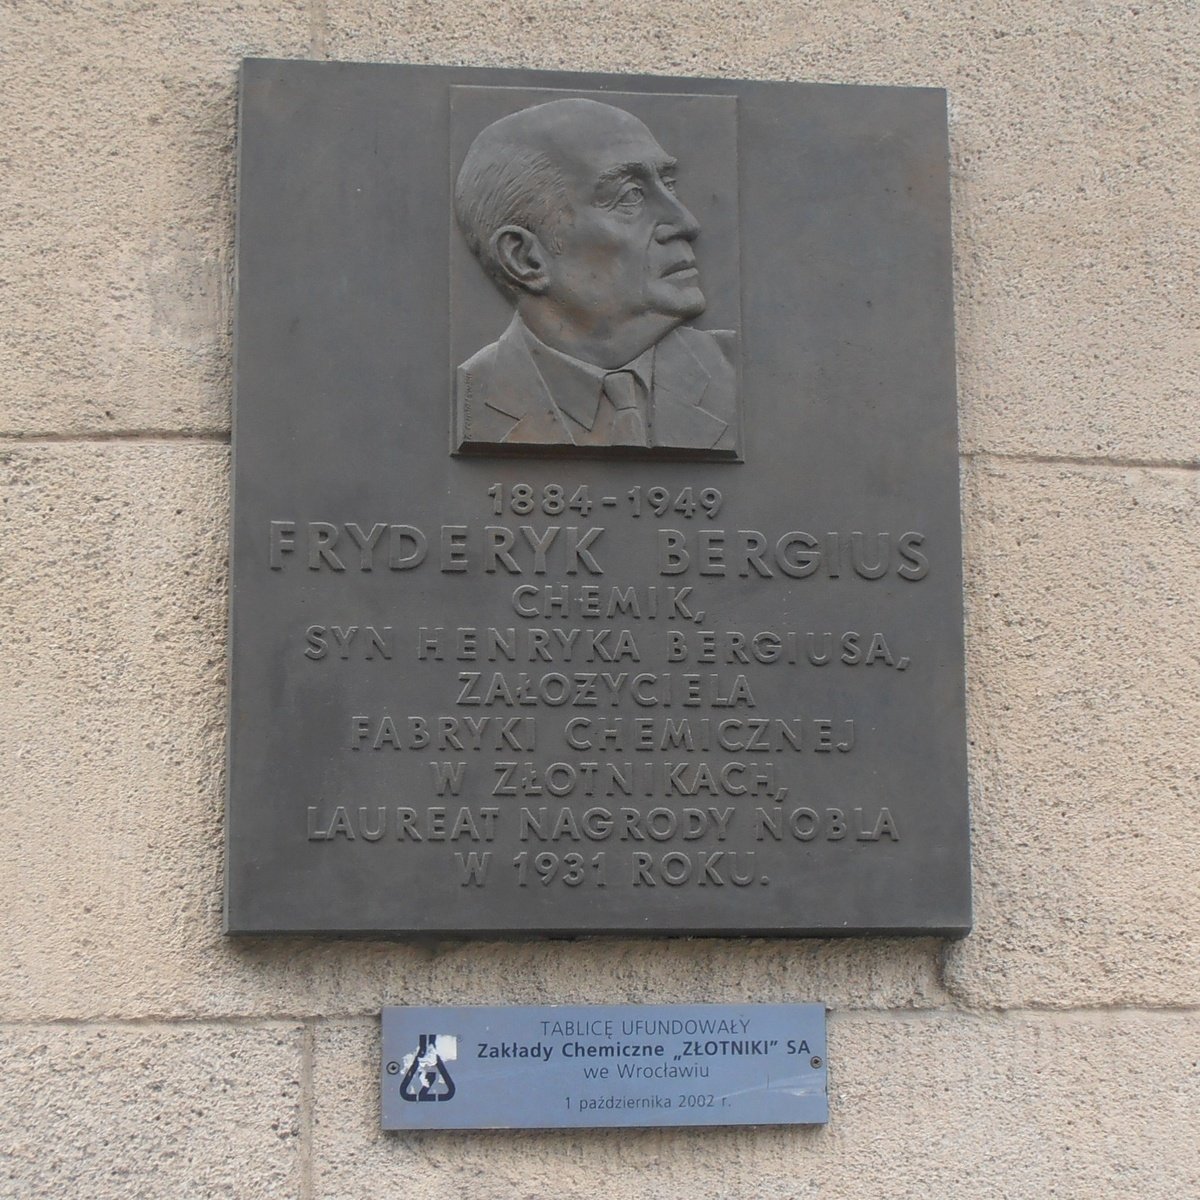 1884-1949
FRYDERYK BERGIUS
CHEMIK,
SYN HENRYKA BERGIUSA,
ZAŁOŻYCIELA
FABRYKI CHEMICZNEJ
W ZŁOTNIKACH,
LAUREAT NAGRODY NOBLA
W 1931 ROKU.
TABLICĘ UFUNDOWAŁY
Zakłady Chemiczne „ZŁOTNIKI” SA
we Wrocławiu
1 października 2002 r.